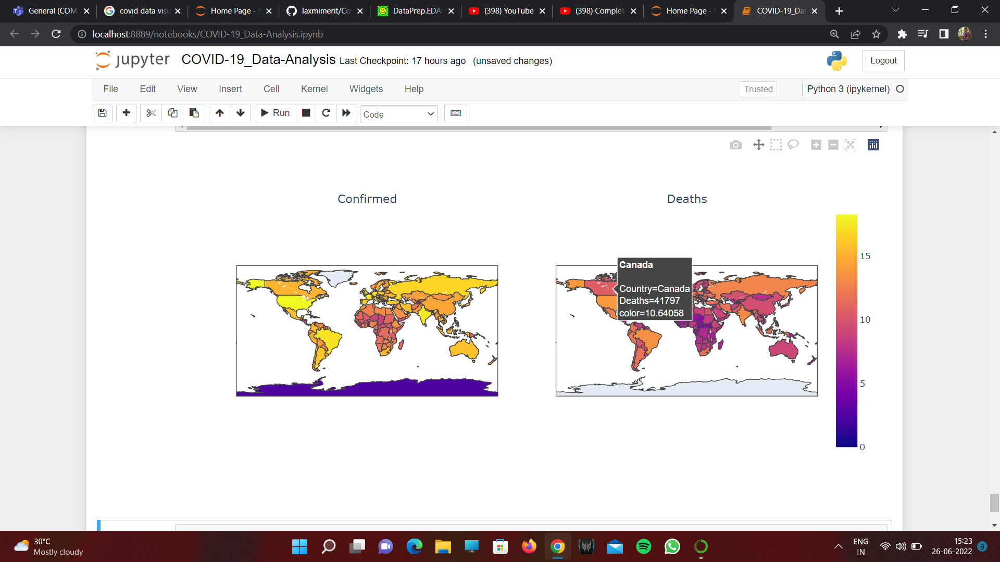 General (COM
covid data visu
Home Page - S
laxmimerit/Co
DataPrep.EDA:
(398) YouTube
(398) Complet
Home Page -
COVID-19_Dat
localhost:8889/notebooks/COVID-19_Data-Analysis.ipynb
jupyter COVID-19_Data-Analysis Last Checkpoint: 17 hours ago (unsaved changes)
Logout
File Edit View Insert Cell Kernel Widgets Help
Trusted
Python 3 (ipykernel)
Run
Code
Confirmed
Deaths
Canada
Country=Canada
Deaths=41797
color=10.64058
15
10
5
0
30°C
Mostly cloudy
ENG
IN
15:23
26-06-2022
9